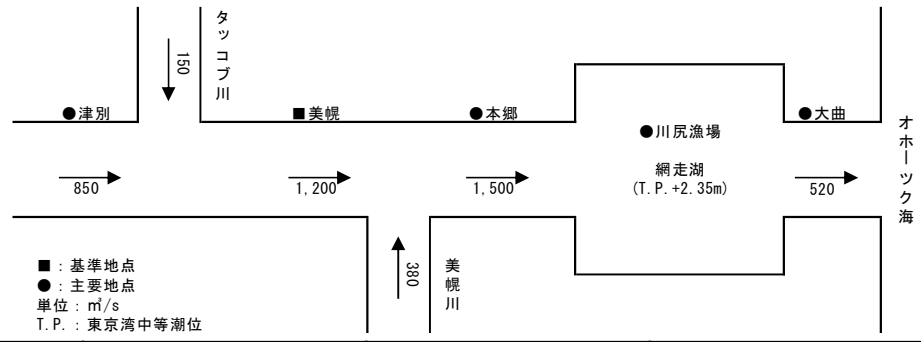 タッコブ川
150
●津別
■美幌
●本郷
●大曲
●川尻漁場
網走湖
(T.P.+2.35m)
オホーツク海
850
1,200
1,500
520
380
美幌川
■：基準地点
●：主要地点
単位：㎥/s
T.P.：東京湾中等潮位